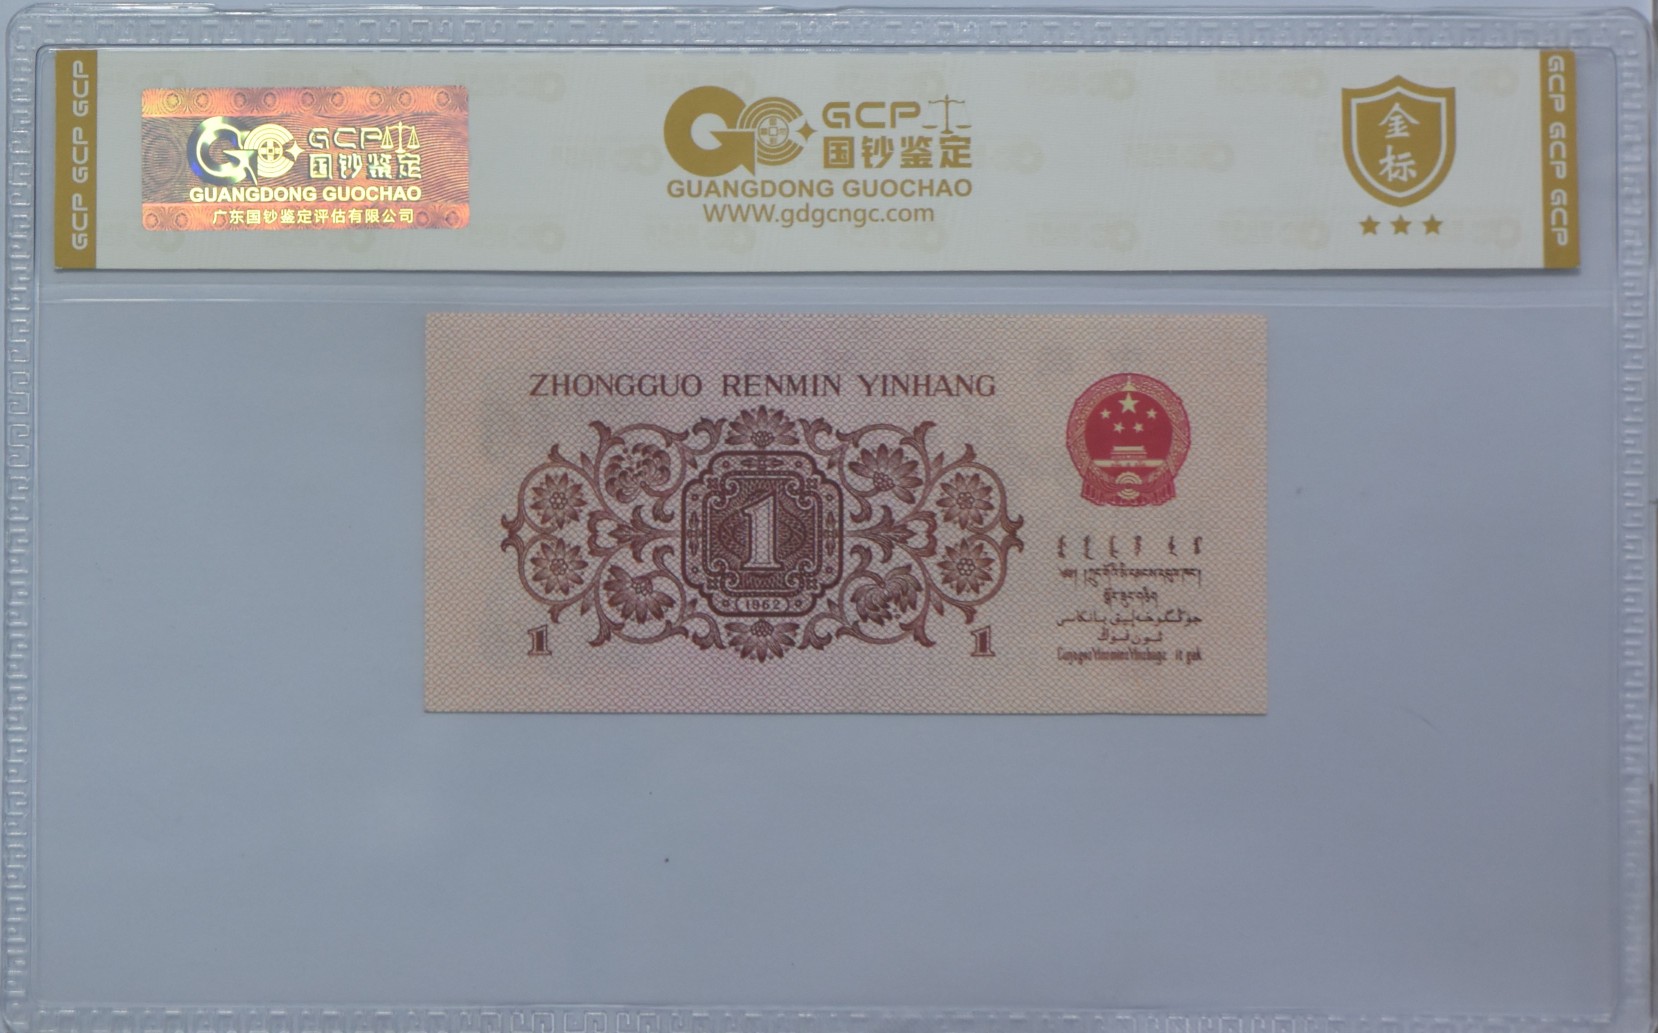 GCP GCP GCP
GCP
国钞鉴定
GUANGDONG GUOCHAO
广东国钞鉴定评估有限公司
GCP
国钞鉴定
GUANGDONG GUOCHAO
WWW.gdgcngc.com
金
标
GCP GCP GCP
ZHONGGUO RENMIN YINHANG
1
1962
1 1